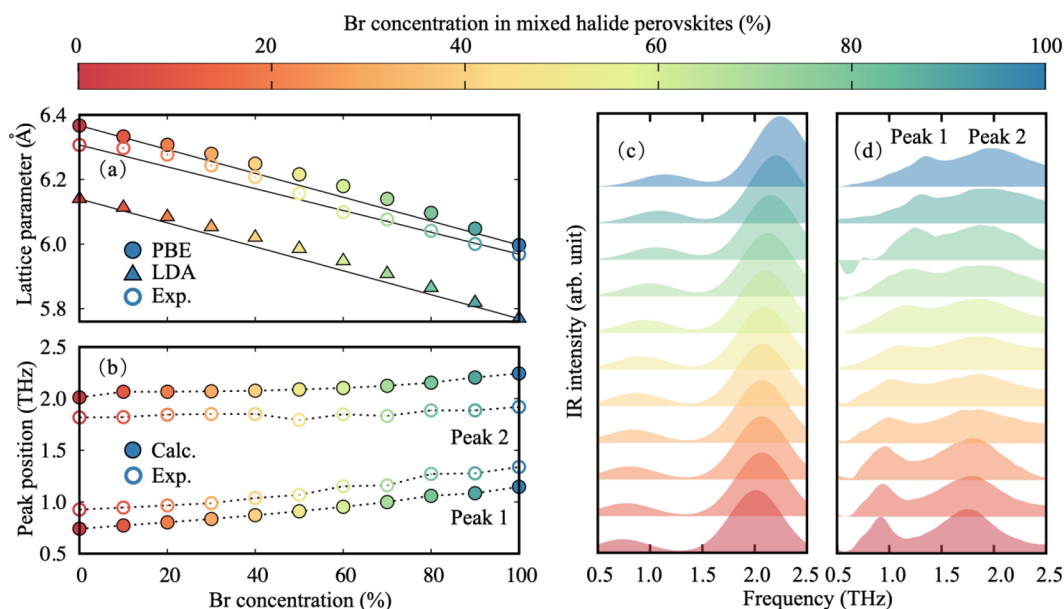 Br concentration in mixed halide perovskites (%)
0 20 40 60 80 100
Lattice parameter (Å)
6.4
6.2
6.0
5.8
(a)
PBE
LDA
Exp.
Peak position (THz)
2.5
2.0
1.5
1.0
0.5
(b)
Calc.
Exp.
Peak 2
Peak 1
0 20 40 60 80 100
Br concentration (%)
IR intensity (arb. unit)
(c)
0.5 1.0 1.5 2.0 2.5
(d)
Peak 1 Peak 2
0.5 1.0 1.5 2.0 2.5
Frequency (THz)